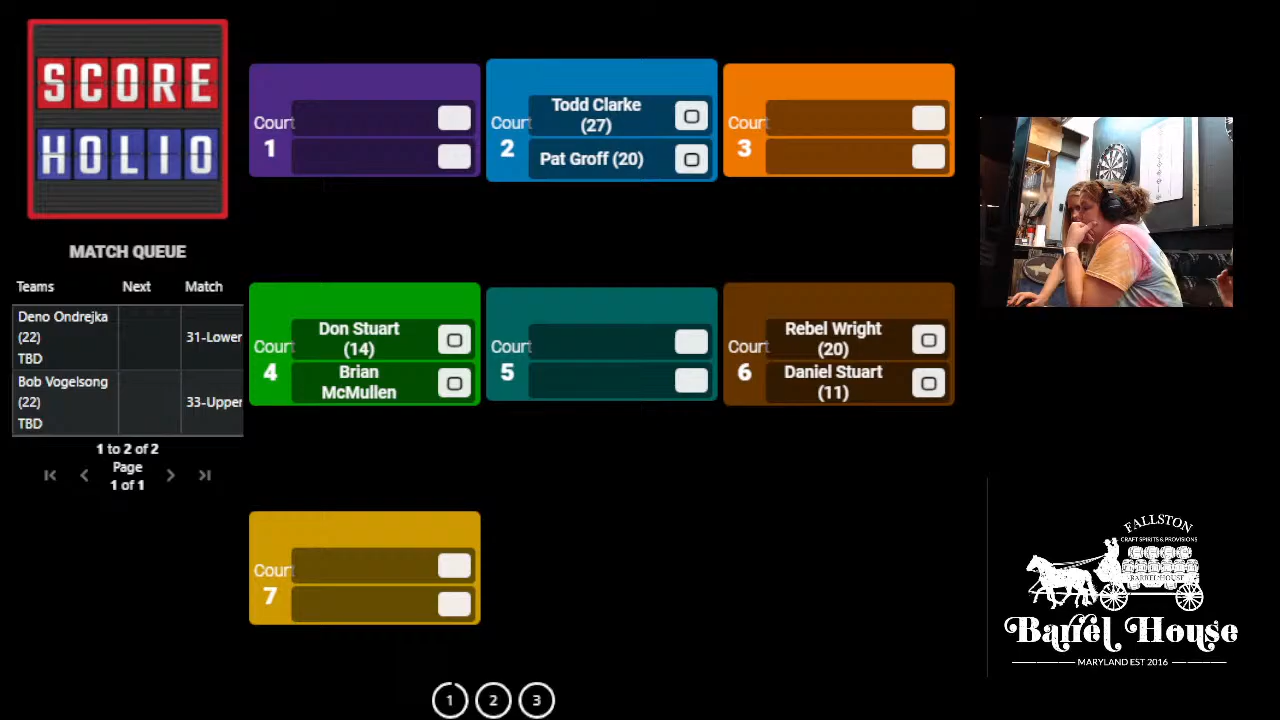 SCORE
HOLIO
MATCH QUEUE
Teams Next Match
Deno Ondrejka
(22)
TBD
31-Lower
Bob Vogelsong
(22)
TBD
33-Upper
1 to 2 of 2
Page
1 of 1
Court
1
Court
2
Todd Clarke
(27)
Pat Groff (20)
Court
3
Court
4
Don Stuart
(14)
Brian
McMullen
Court
5
Court
6
Rebel Wright
(20)
Daniel Stuart
(11)
Court
7
1 2 3
FALLSTON
CRAFT SPIRITS & PROVISIONS
BARREL HOUSE
Barrel House
MARYLAND EST 2016